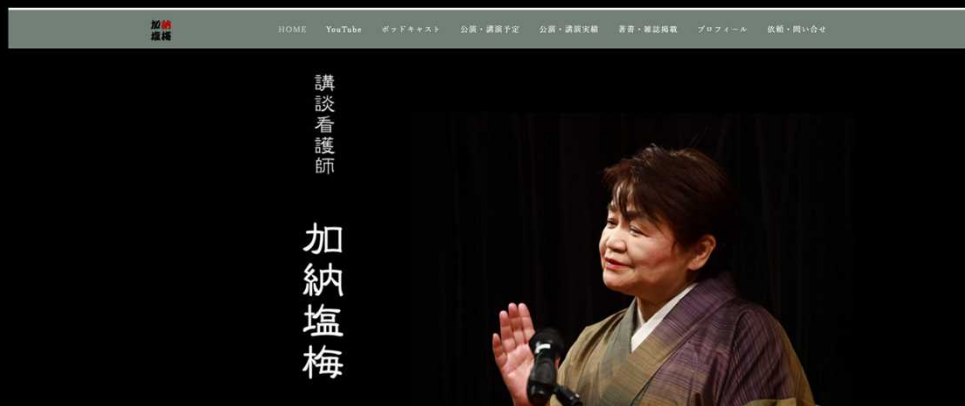 加納
塩梅
HOME
YouTube
ポッドキャスト
公演・講演予定
公演・講演実績
著書・雑誌掲載
プロフィール
依頼・問い合せ
講談看護師
加納塩梅